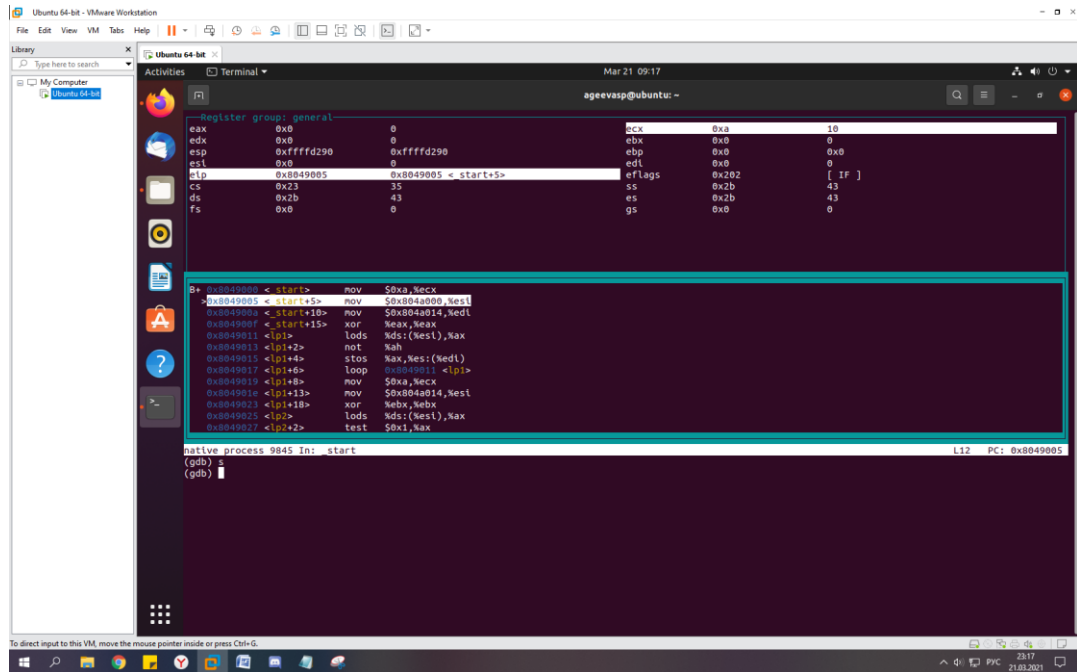 Ubuntu 64-bit - VMware Workstation
File Edit View VM Tabs Help
Library
Type here to search
My Computer
Ubuntu 64-bit
Ubuntu 64-bit
Activities Terminal Mar 21 09:17
ageevasp@ubuntu: ~
Register group: general
eax 0x0 0 ecx 0xa 10
edx 0x0 0 ebx 0x0 0
esp 0xffffd290 0xffffd290 ebp 0x0 0x0
esi 0x0 0 edi 0x0 0
eip 0x8049005 0x8049005 <_start+5> eflags 0x202 [ IF ]
cs 0x23 35 ss 0x2b 43
ds 0x2b 43 es 0x2b 43
fs 0x0 0 gs 0x0 0
B+ 0x8049000 <_start> mov $0xa,%ecx
>0x8049005 <_start+5> mov $0x804a000,%esi
0x804900a <_start+10> mov $0x804a014,%edi
0x804900f <_start+15> xor %eax,%eax
0x8049011 <lp1> lods %ds:(%esi),%ax
0x8049013 <lp1+2> not %ah
0x8049015 <lp1+4> stos %ax,%es:(%edi)
0x8049017 <lp1+6> loop 0x8049011 <lp1>
0x8049019 <lp1+8> mov $0xa,%ecx
0x804901e <lp1+13> mov $0x804a014,%esi
0x8049023 <lp1+18> xor %ebx,%ebx
0x8049025 <lp2> lods %ds:(%esi),%ax
0x8049027 <lp2+2> test $0x1,%ax
native process 9845 In: _start L12 PC: 0x8049005
(gdb) s
(gdb)
To direct input to this VM, move the mouse pointer inside or press Ctrl+G.
РУС 23:17
21.03.2021